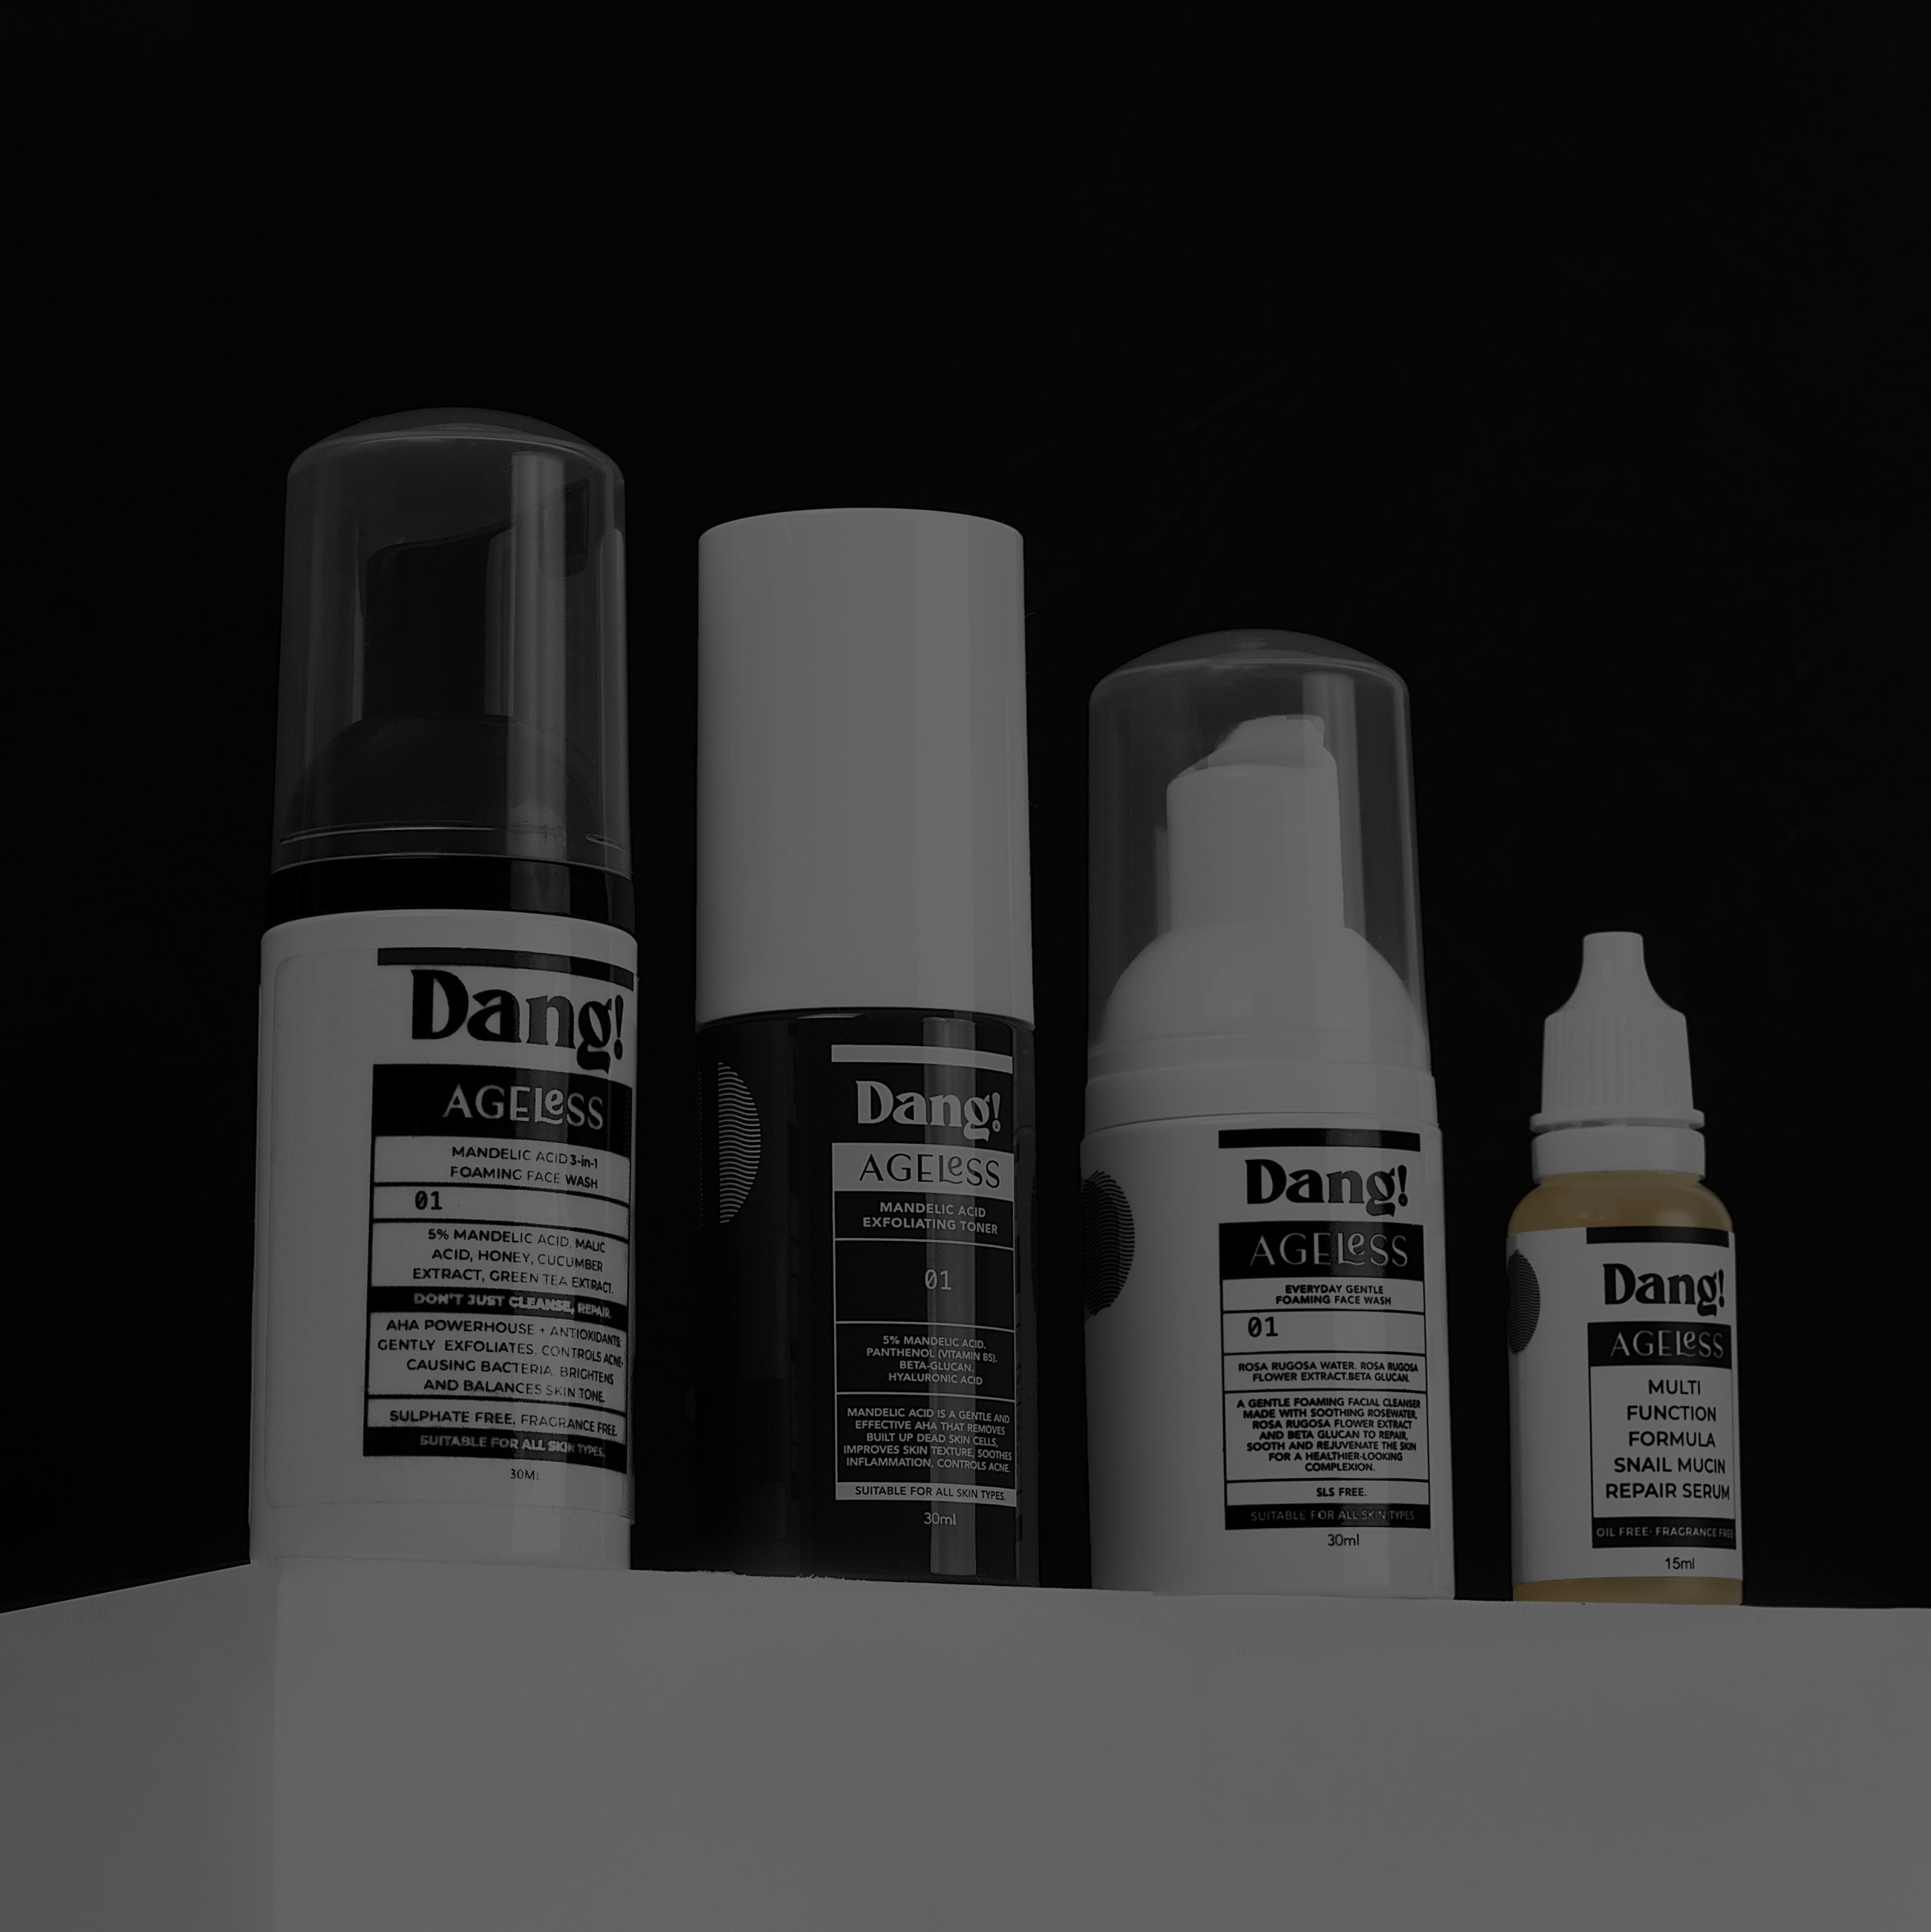 Dang!
AGELeSS
MANDELIC ACID 3-in-1
FOAMING FACE WASH
01
5% MANDELIC ACID, MALIC
ACID, HONEY, CUCUMBER
EXTRACT, GREEN TEA EXTRACT.
DON'T JUST CLEANSE, REPAIR.
AHA POWERHOUSE + ANTIOXIDANTS:
GENTLY EXFOLIATES, CONTROLS ACNE-
CAUSING BACTERIA, BRIGHTENS
AND BALANCES SKIN TONE.
SULPHATE FREE, FRAGRANCE FREE.
SUITABLE FOR ALL SKIN TYPES.
30ML
Dang!
AGELeSS
MANDELIC ACID
EXFOLIATING TONER
01
5% MANDELIC ACID,
PANTHENOL (VITAMIN B5),
BETA-GLUCAN,
HYALURONIC ACID
MANDELIC ACID IS A GENTLE AND
EFFECTIVE AHA THAT REMOVES
BUILT UP DEAD SKIN CELLS,
IMPROVES SKIN TEXTURE, SOOTHES
INFLAMMATION, CONTROLS ACNE.
SUITABLE FOR ALL SKIN TYPES.
30ml
Dang!
AGELeSS
EVERYDAY GENTLE
FOAMING FACE WASH
01
ROSA RUGOSA WATER. ROSA RUGOSA
FLOWER EXTRACT.BETA GLUCAN.
A GENTLE FOAMING FACIAL CLEANSER
MADE WITH SOOTHING ROSEWATER,
ROSA RUGOSA FLOWER EXTRACT
AND BETA GLUCAN TO REPAIR,
SOOTH AND REJUVENATE THE SKIN
FOR A HEALTHIER-LOOKING
COMPLEXION.
SLS FREE.
SUITABLE FOR ALL SKIN TYPES
30ml
Dang!
AGELeSS
MULTI
FUNCTION
FORMULA
SNAIL MUCIN
REPAIR SERUM
OIL FREE· FRAGRANCE FREE
15ml